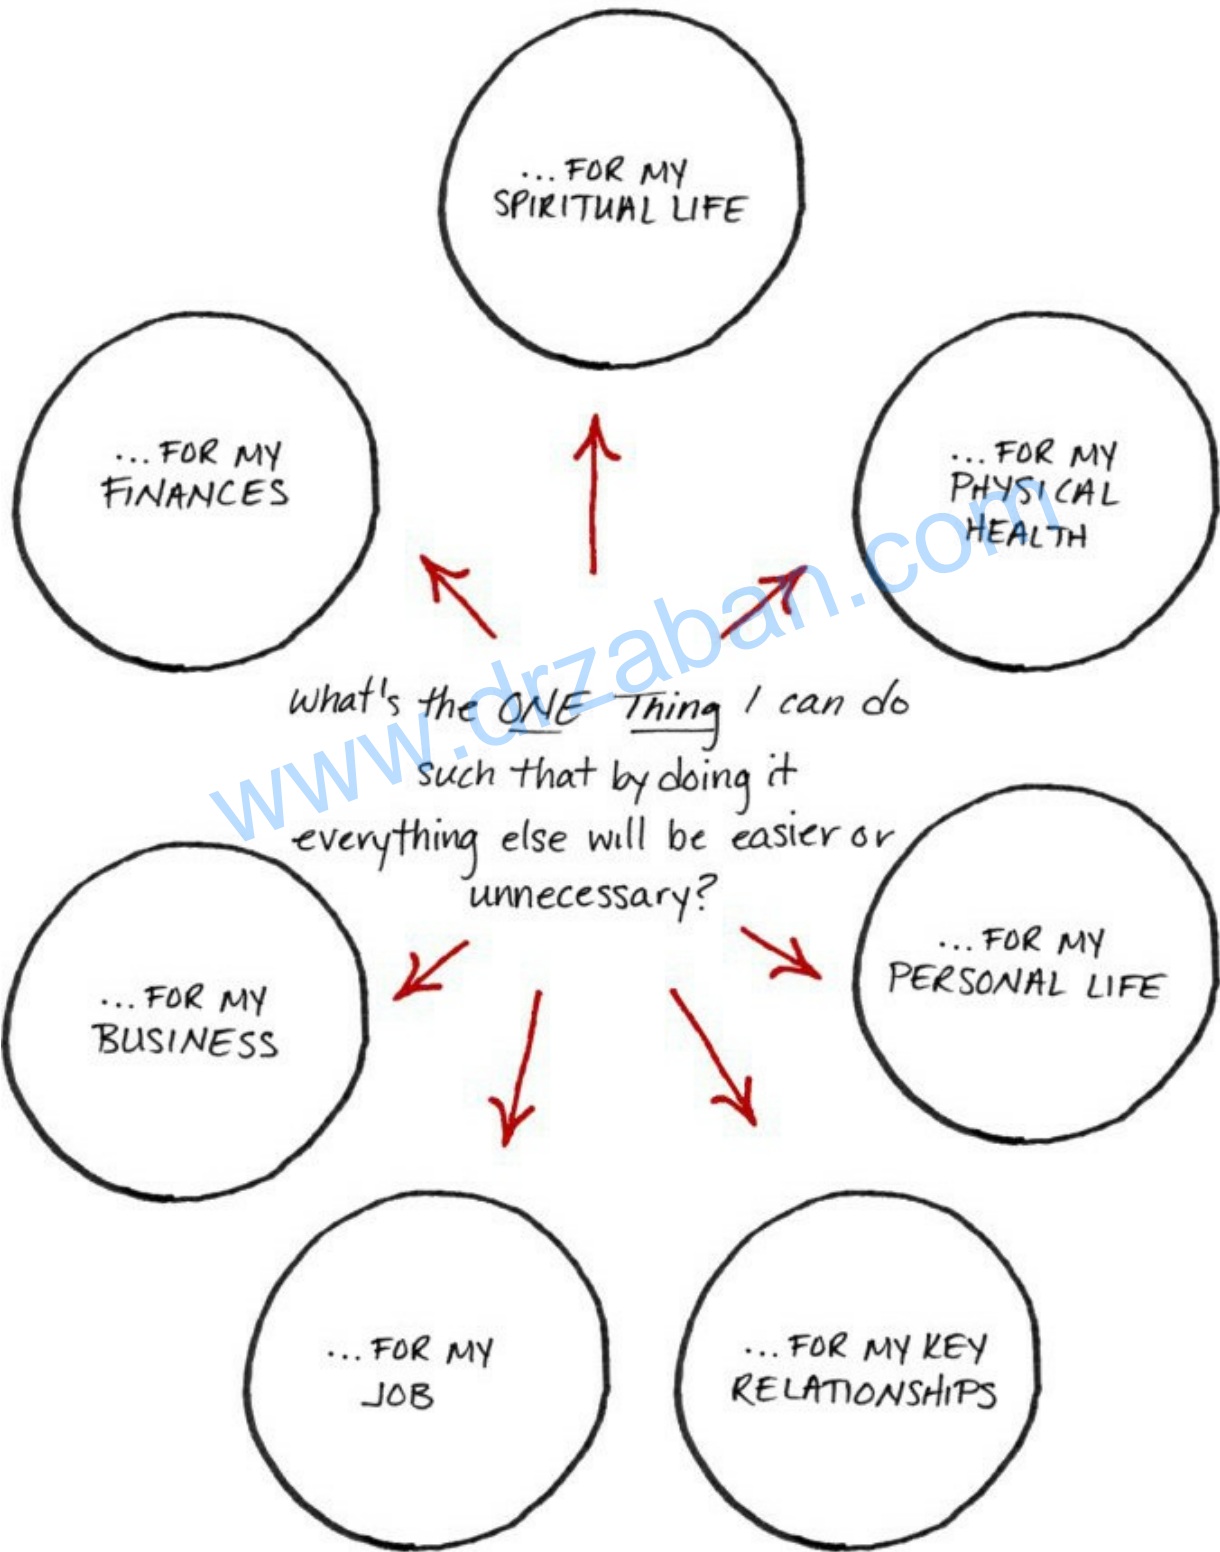 ... FOR MY
SPIRITUAL LIFE
... FOR MY
FINANCES
... FOR MY
PHYSICAL
HEALTH
what's the ONE Thing I can do
such that by doing it
everything else will be easier or
unnecessary?
www.drzaban.com
... FOR MY
BUSINESS
... FOR MY
PERSONAL LIFE
... FOR MY
JOB
... FOR MY KEY
RELATIONSHIPS